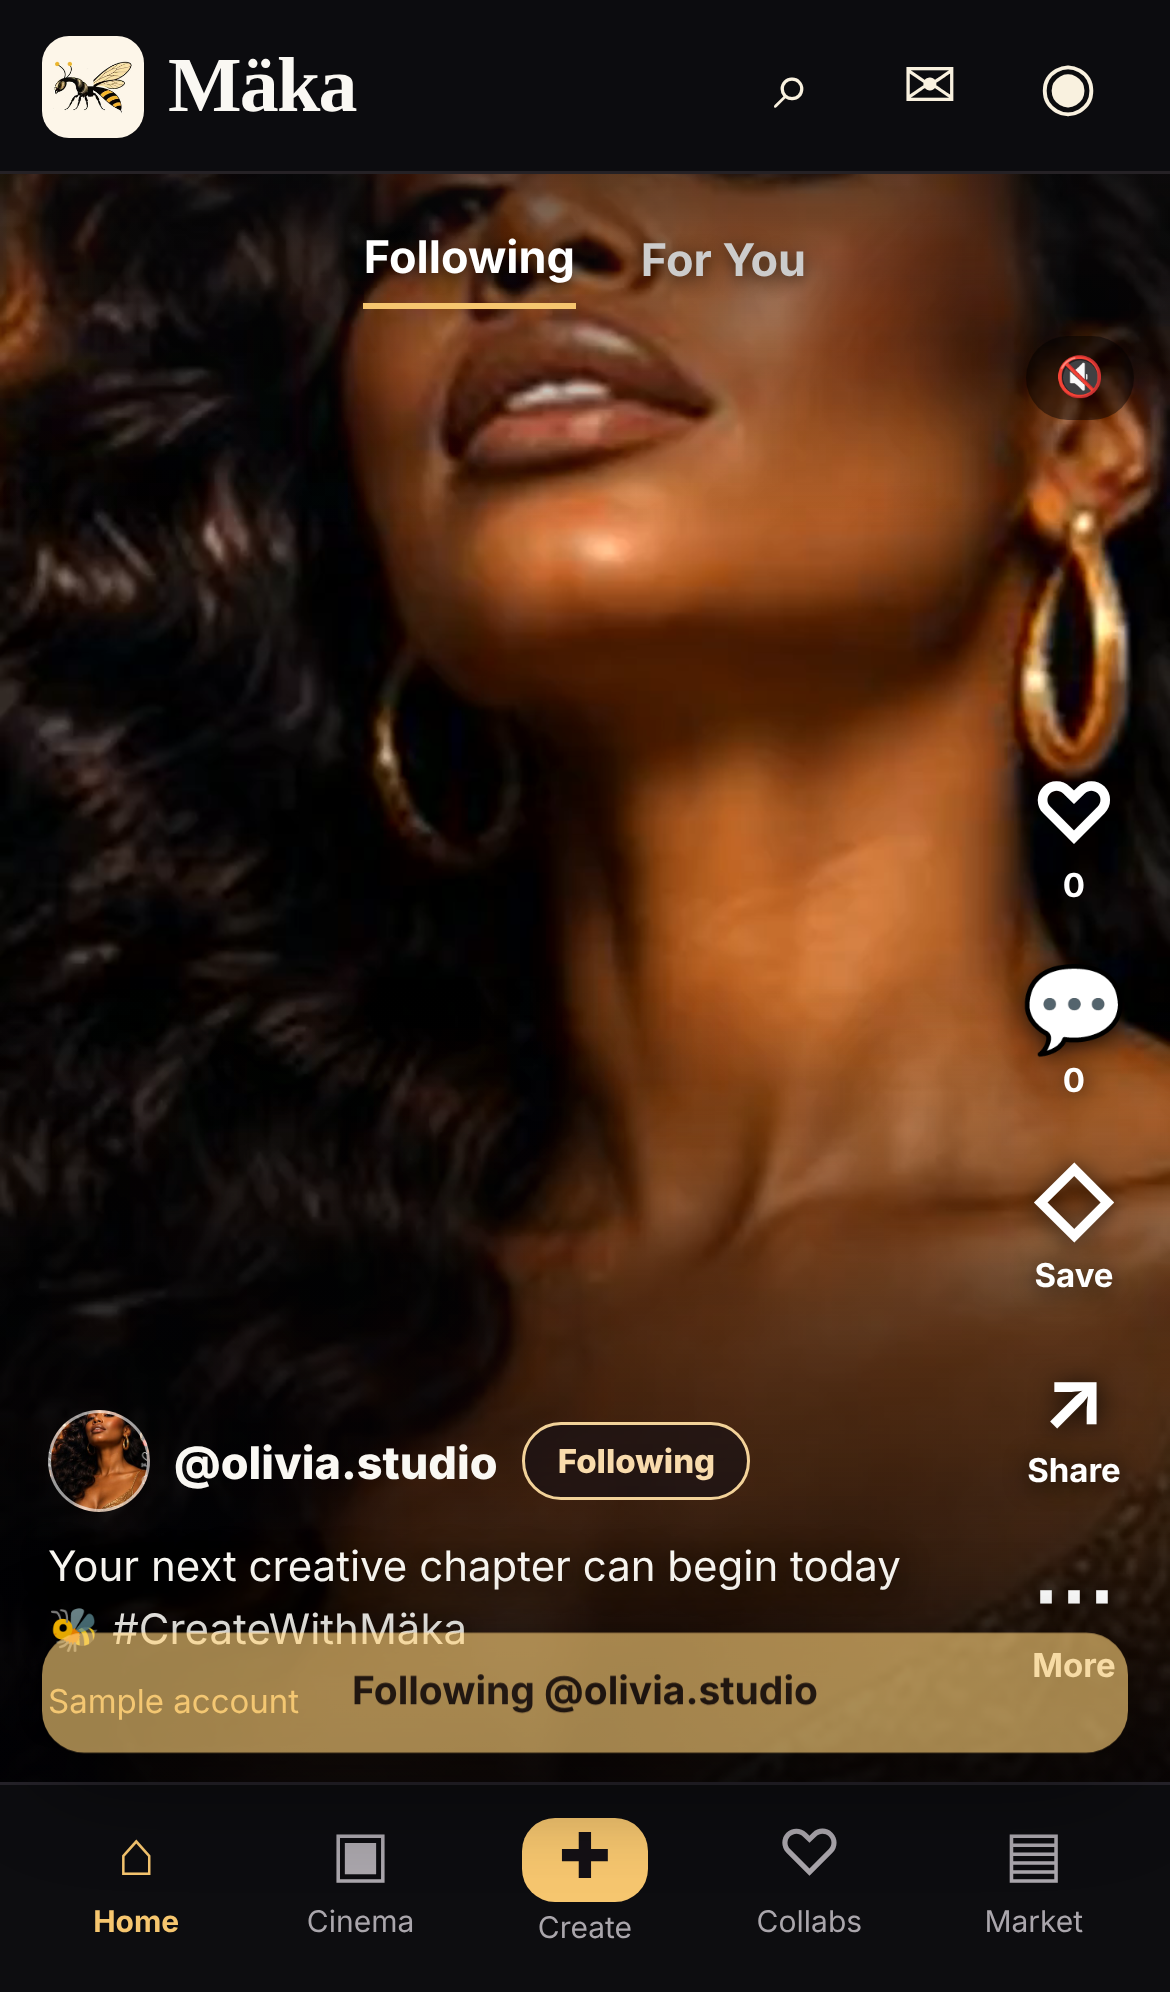 Mäka
Following
For You
0
0
Save
Share
@olivia.studio
Following
Your next creative chapter can begin today
🐝 #CreateWithMäka
More
Sample account
Following @olivia.studio
Home
Cinema
Create
Collabs
Market